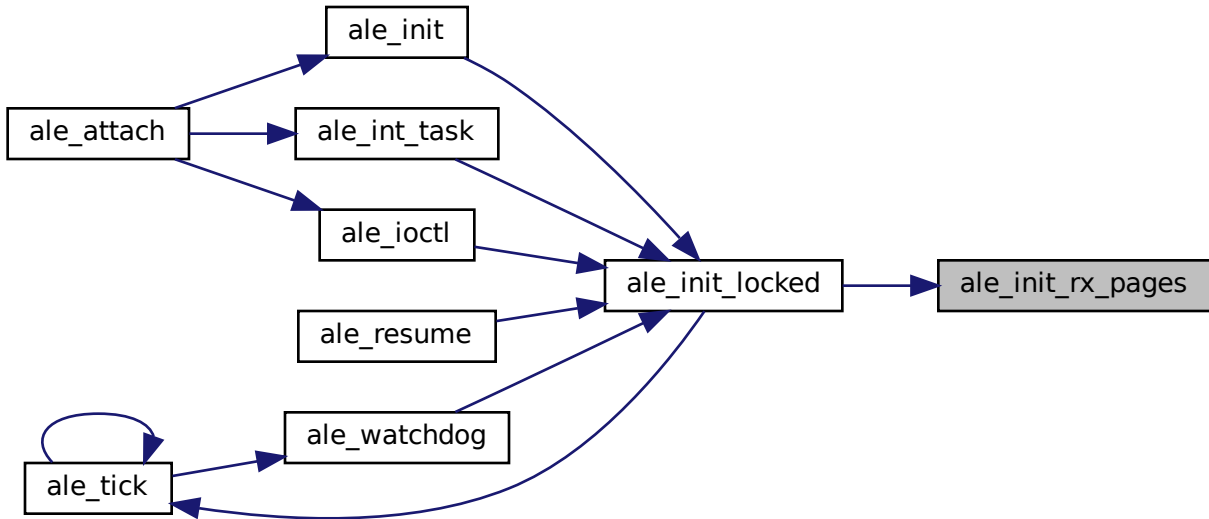 ale_init
ale_attach
ale_int_task
ale_ioctl
ale_init_locked
ale_init_rx_pages
ale_resume
ale_watchdog
ale_tick